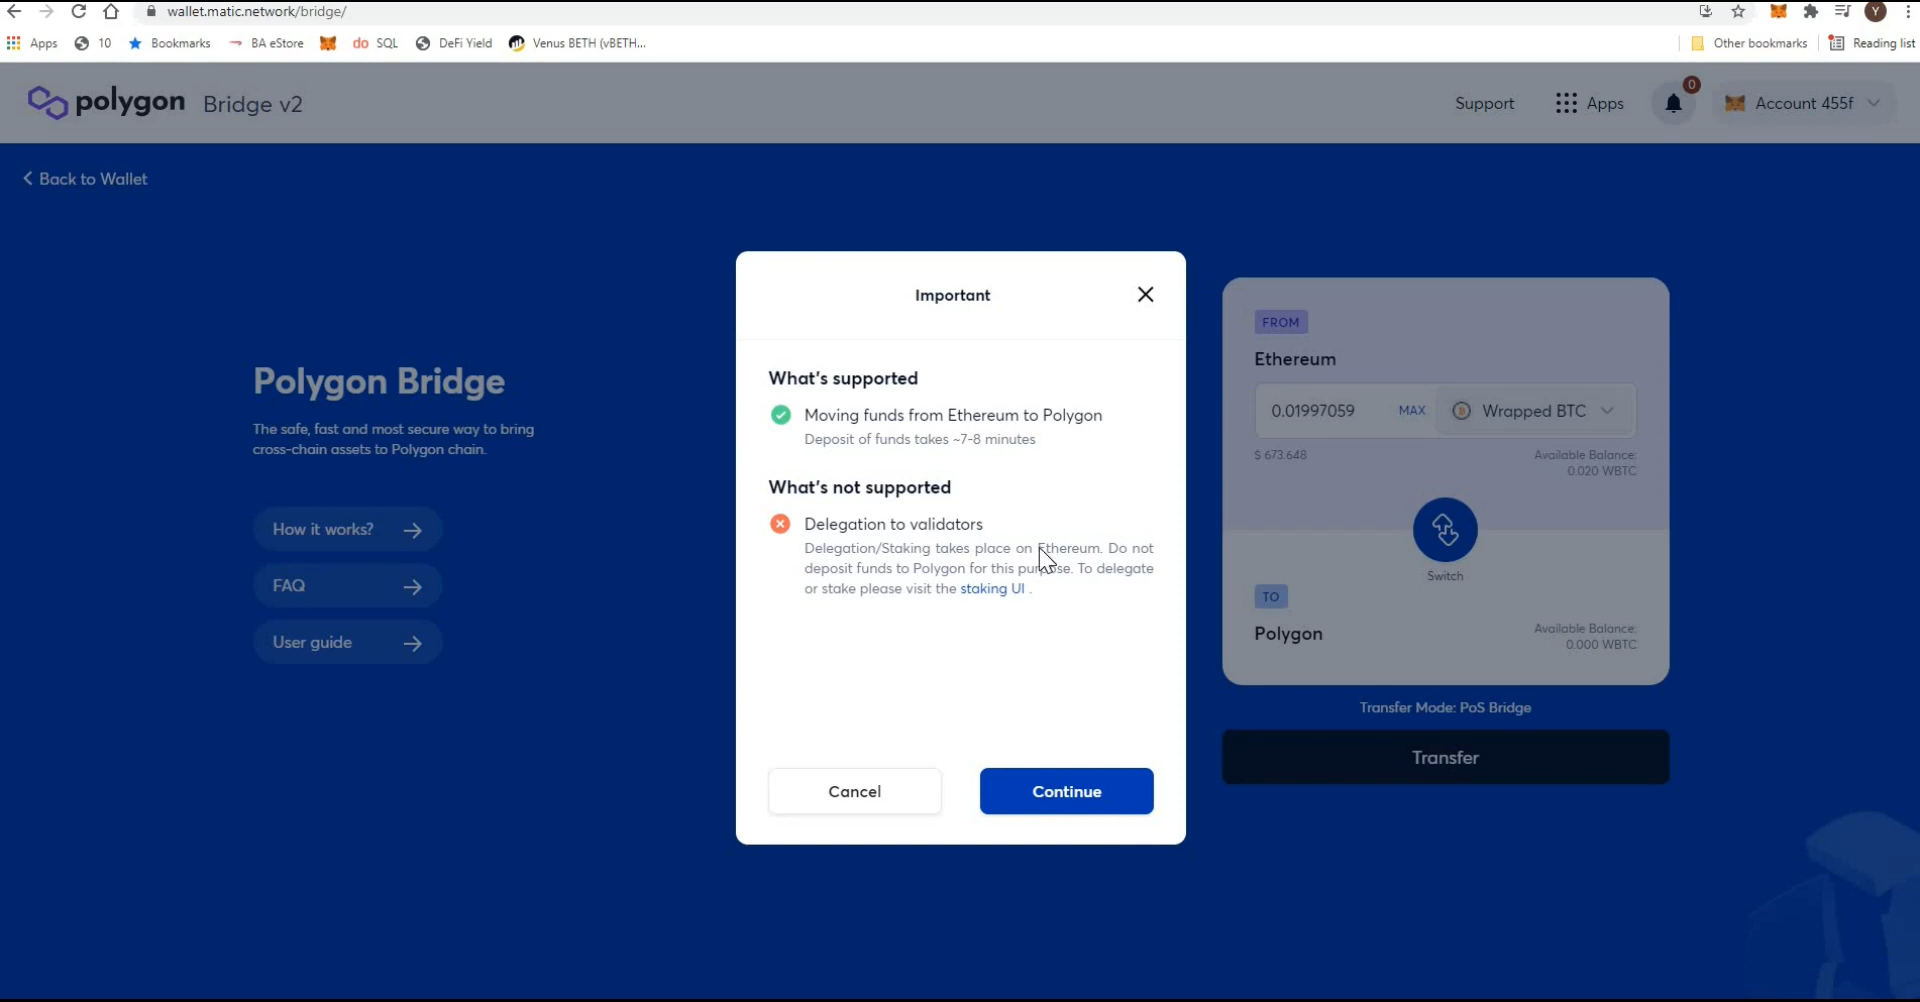 wallet.matic.network/bridge/
Y
Apps 10 Bookmarks BA eStore do SQL DeFi Yield Venus BETH (vBETH... Other bookmarks Reading list
polygon Bridge v2
Support Apps 0 Account 455f
Back to Wallet
Polygon Bridge
The safe, fast and most secure way to bring
cross-chain assets to Polygon chain.
How it works?
FAQ
User guide
Important
What's supported
Moving funds from Ethereum to Polygon
Deposit of funds takes ~7-8 minutes
What's not supported
Delegation to validators
Delegation/Staking takes place on Ethereum. Do not
deposit funds to Polygon for this purpose. To delegate
or stake please visit the staking UI .
Cancel Continue
FROM
Ethereum
0.01997059 MAX Wrapped BTC
$ 673.648 Available Balance:
0.020 WBTC
Switch
TO
Polygon Available Balance:
0.000 WBTC
Transfer Mode: PoS Bridge
Transfer